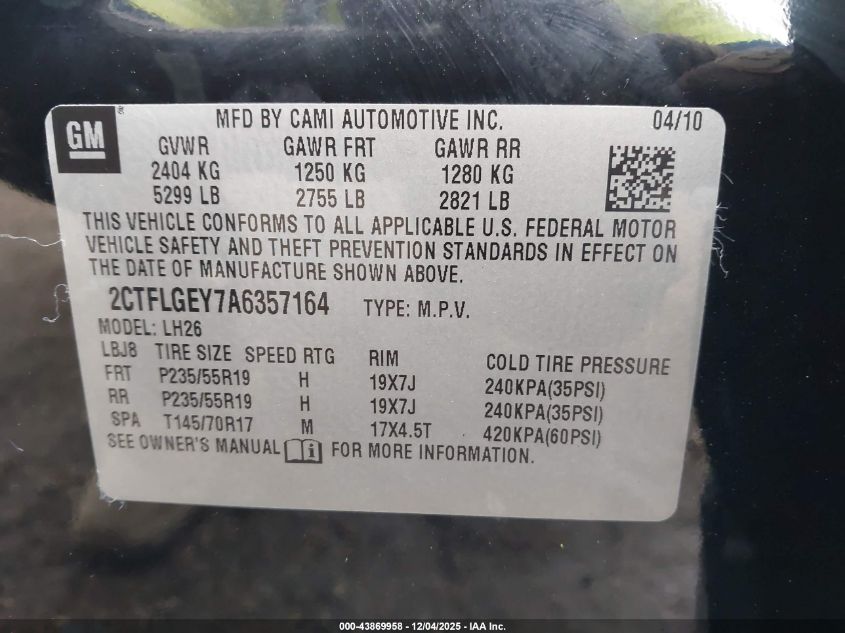 GM
MFD BY CAMI AUTOMOTIVE INC. 04/10
GVWR GAWR FRT GAWR RR
2404 KG 1250 KG 1280 KG
5299 LB 2755 LB 2821 LB
THIS VEHICLE CONFORMS TO ALL APPLICABLE U.S. FEDERAL MOTOR
VEHICLE SAFETY AND THEFT PREVENTION STANDARDS IN EFFECT ON
THE DATE OF MANUFACTURE SHOWN ABOVE.
2CTFLGEY7A6357164 TYPE: M.P.V.
MODEL: LH26
LBJ8 TIRE SIZE SPEED RTG RIM COLD TIRE PRESSURE
FRT P235/55R19 H 19X7J 240KPA(35PSI)
RR P235/55R19 H 19X7J 240KPA(35PSI)
SPA T145/70R17 M 17X4.5T 420KPA(60PSI)
SEE OWNER'S MANUAL i FOR MORE INFORMATION.
000-43869958 - 12/04/2025 - IAA Inc.